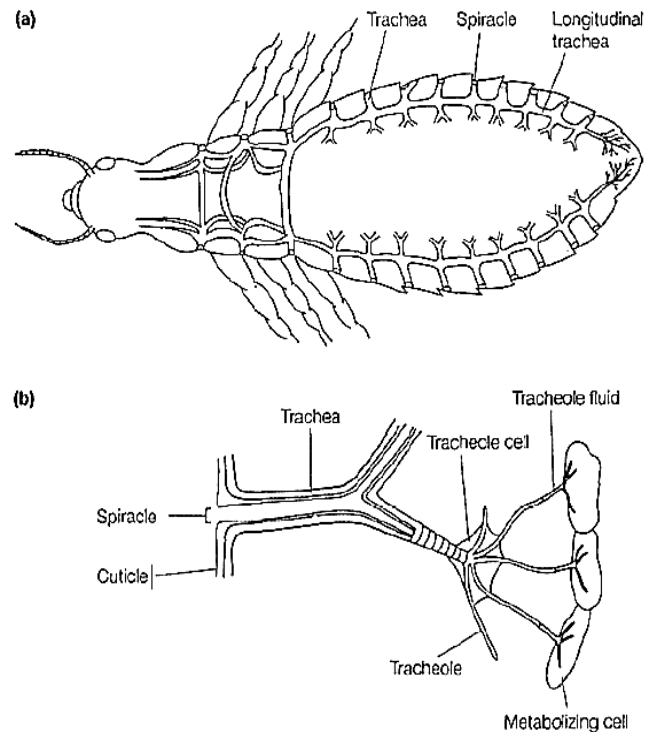 (a)
Trachea
Spiracle
Longitudinal
trachea
(b)
Tracheole fluid
Trachea
Tracheole cell
Spiracle
Cuticle
Tracheole
Metabolizing cell